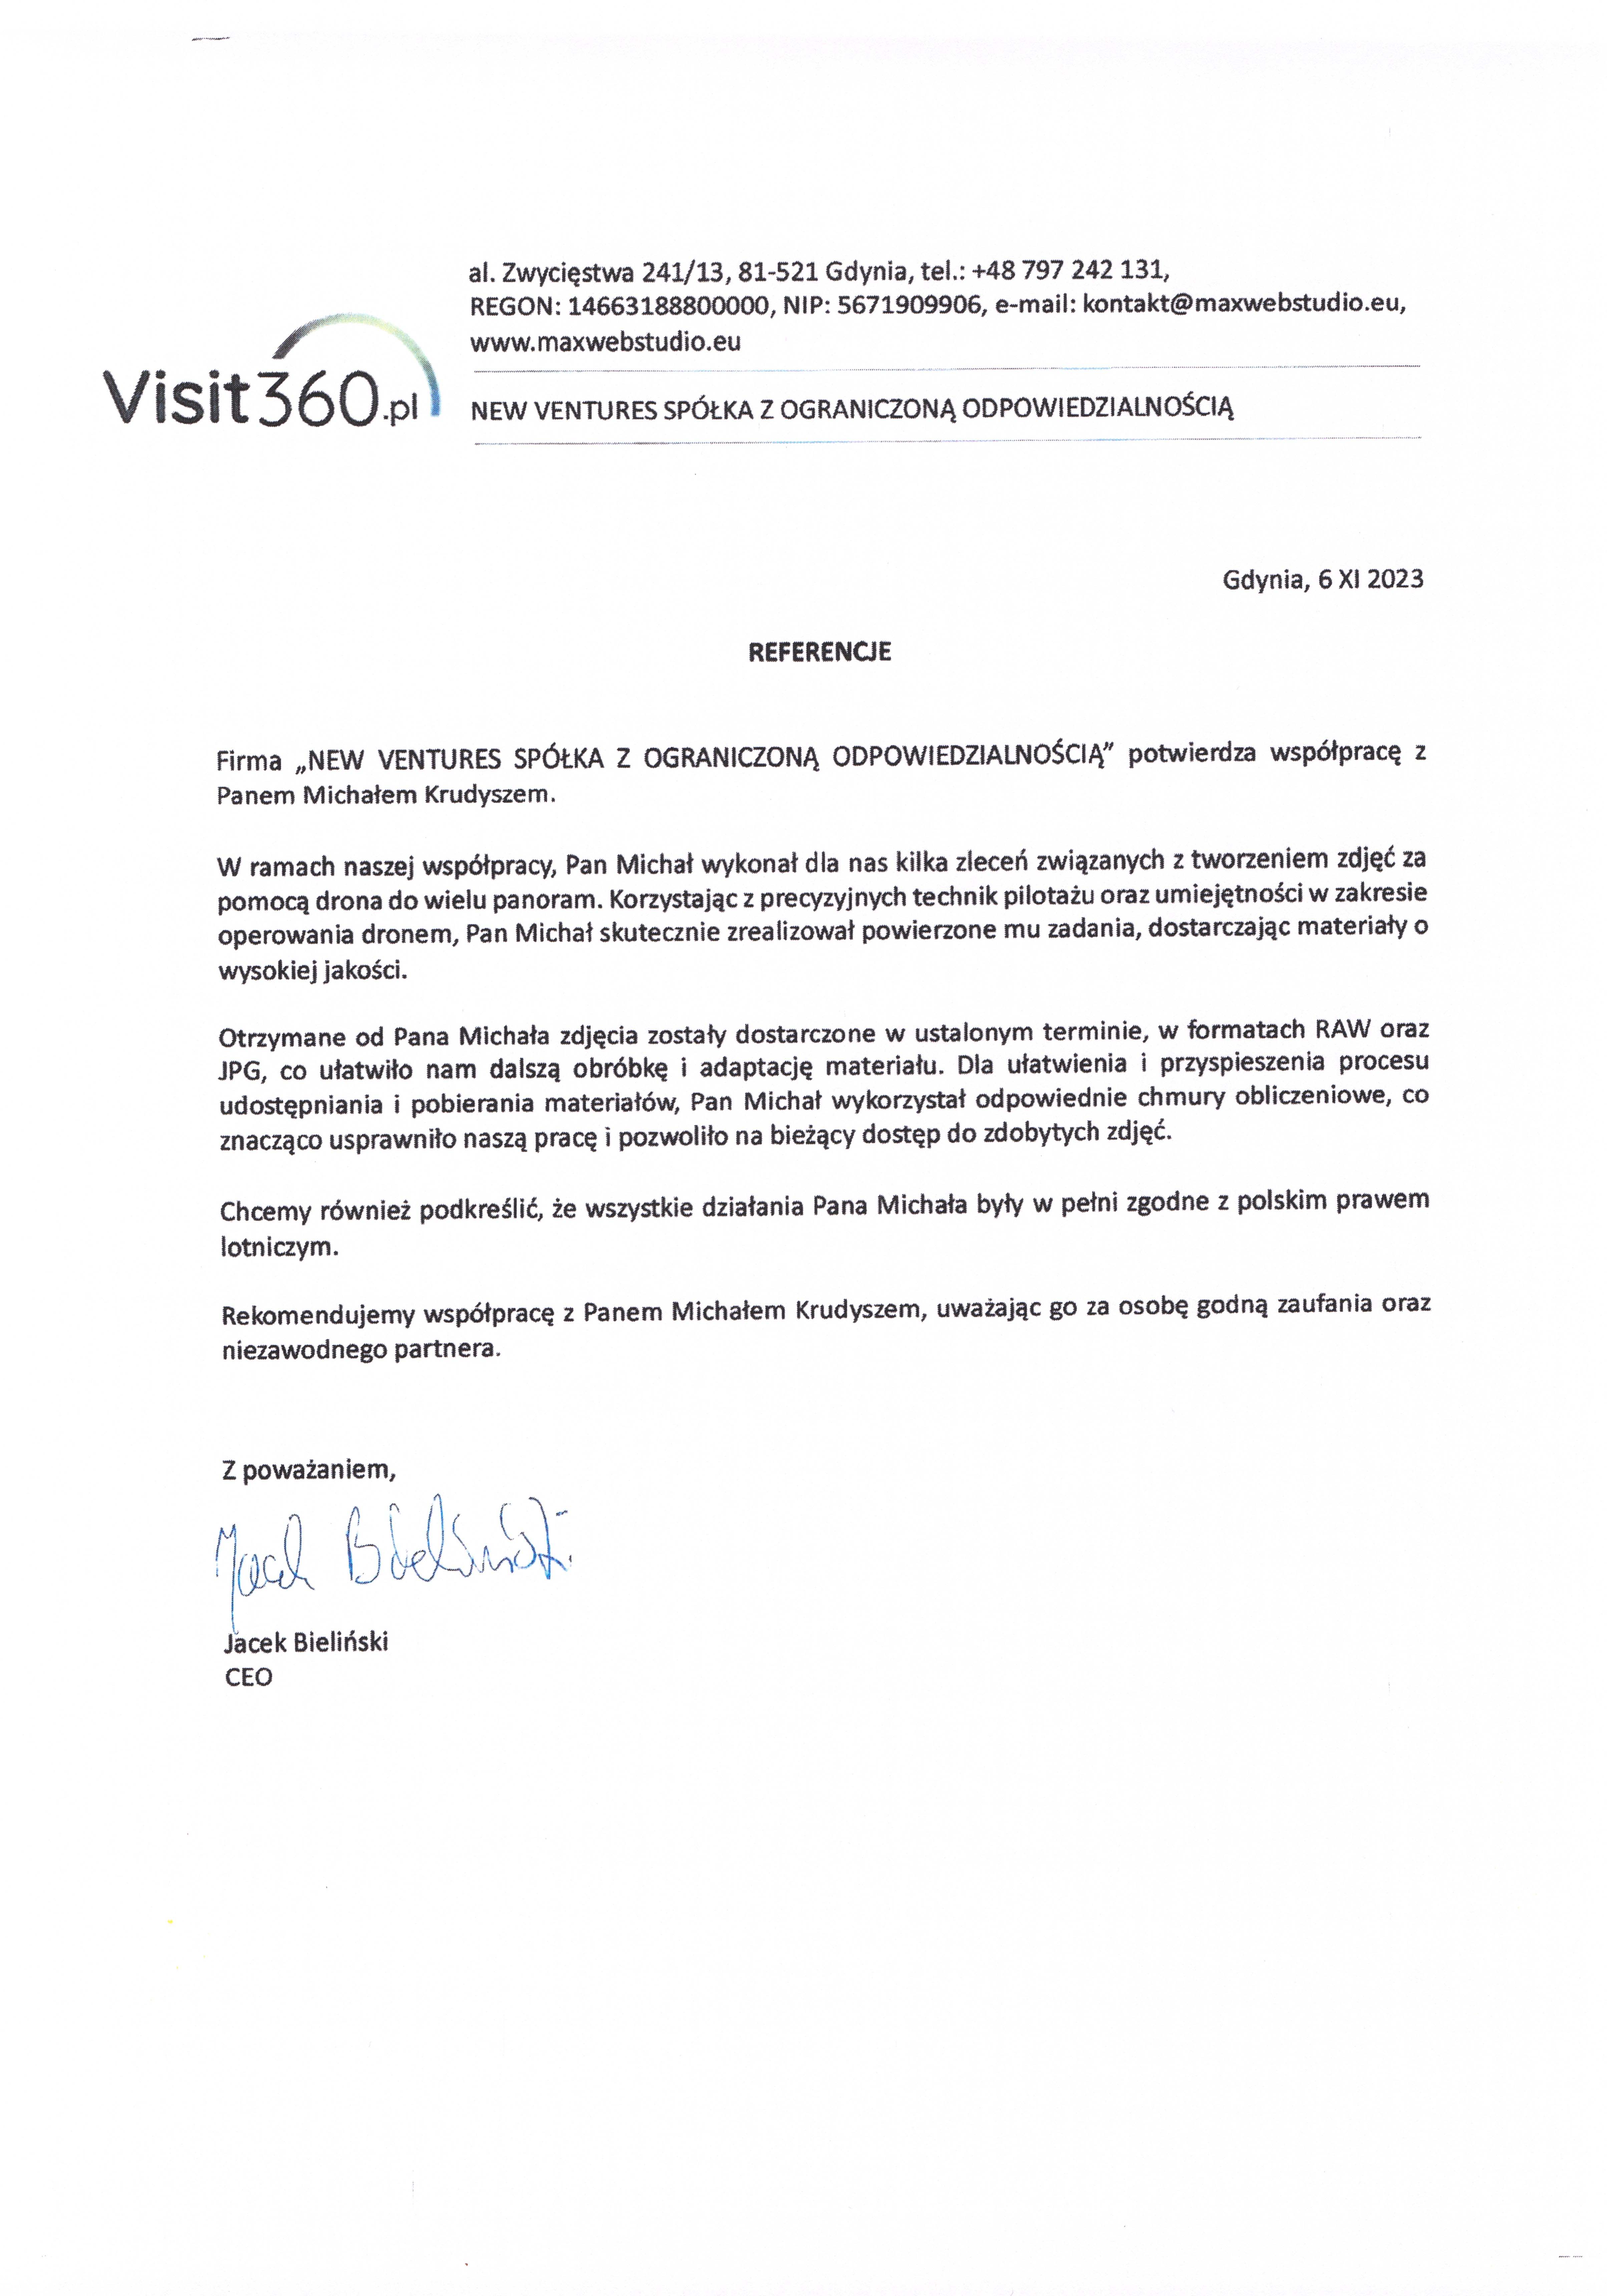 al. Zwycięstwa 241/13, 81-521 Gdynia, tel.: +48 797 242 131,
REGON: 14663188800000, NIP: 5671909906, e-mail: kontakt@maxwebstudio.eu,
www.maxwebstudio.eu
Visit360.pl
NEW VENTURES SPÓŁKA Z OGRANICZONĄ ODPOWIEDZIALNOŚCIĄ
Gdynia, 6 XI 2023
REFERENCJE
Firma „NEW VENTURES SPÓŁKA Z OGRANICZONĄ ODPOWIEDZIALNOŚCIĄ” potwierdza współpracę z
Panem Michałem Krudyszem.
W ramach naszej współpracy, Pan Michał wykonał dla nas kilka zleceń związanych z tworzeniem zdjęć za
pomocą drona do wielu panoram. Korzystając z precyzyjnych technik pilotażu oraz umiejętności w zakresie
operowania dronem, Pan Michał skutecznie zrealizował powierzone mu zadania, dostarczając materiały o
wysokiej jakości.
Otrzymane od Pana Michała zdjęcia zostały dostarczone w ustalonym terminie, w formatach RAW oraz
JPG, co ułatwiło nam dalszą obróbkę i adaptację materiału. Dla ułatwienia i przyspieszenia procesu
udostępniania i pobierania materiałów, Pan Michał wykorzystał odpowiednie chmury obliczeniowe, co
znacząco usprawniło naszą pracę i pozwoliło na bieżący dostęp do zdobytych zdjęć.
Chcemy również podkreślić, że wszystkie działania Pana Michała były w pełni zgodne z polskim prawem
lotniczym.
Rekomendujemy współpracę z Panem Michałem Krudyszem, uważając go za osobę godną zaufania oraz
niezawodnego partnera.
Z poważaniem,
Jacek Bieliński
Jacek Bieliński
CEO